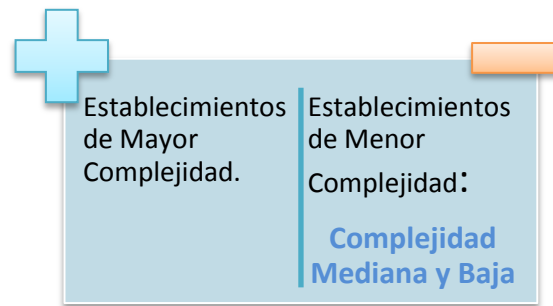 Establecimientos
de Mayor
Complejidad.
Establecimientos
de Menor
Complejidad:
Complejidad
Mediana y Baja